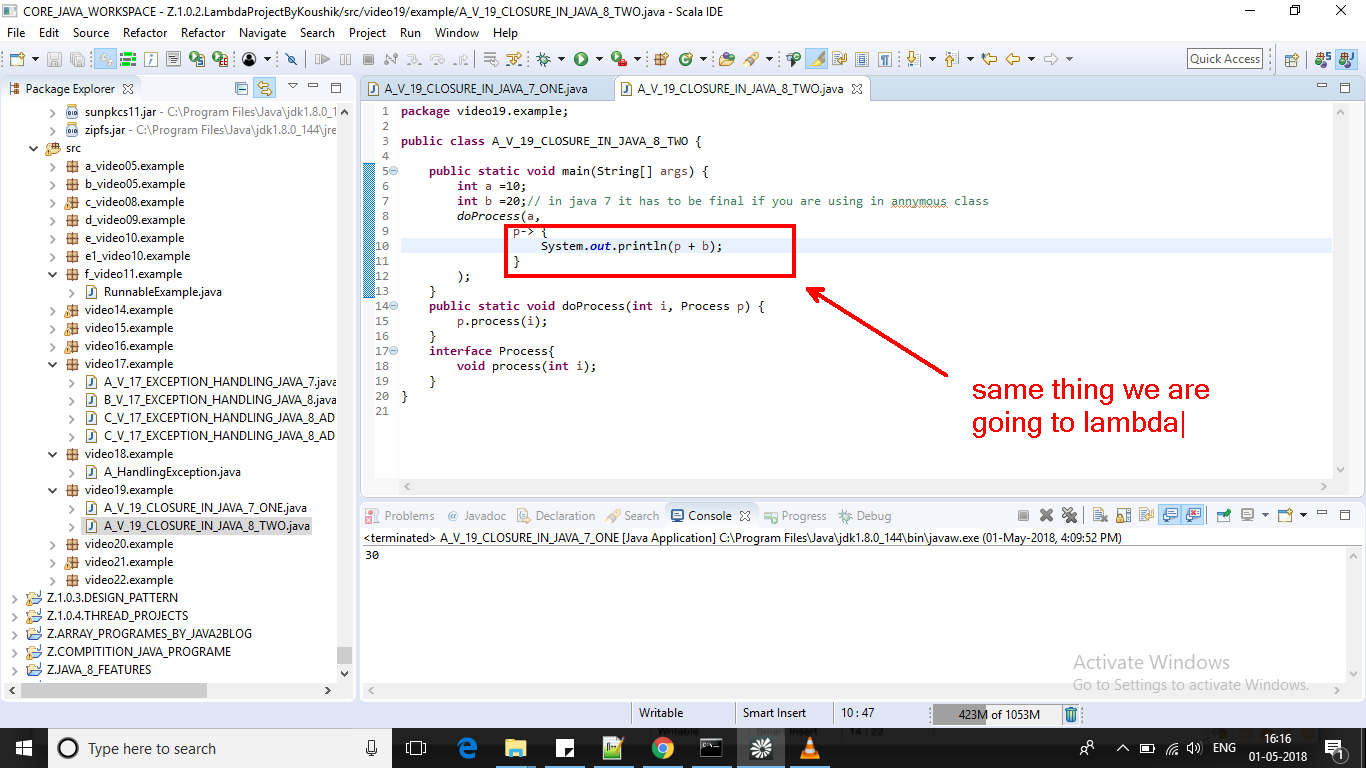 CORE_JAVA_WORKSPACE - Z.1.0.2.LambdaProjectByKoushik/src/video19/example/A_V_19_CLOSURE_IN_JAVA_8_TWO.java - Scala IDE
File Edit Source Refactor Refactor Navigate Search Project Run Window Help
Quick Access
Package Explorer
sunpkcs11.jar - C:\Program Files\Java\jdk1.8.0_144\jre
zipfs.jar - C:\Program Files\Java\jdk1.8.0_144\jre
src
a_video05.example
b_video05.example
c_video08.example
d_video09.example
e_video10.example
e1_video10.example
f_video11.example
RunnableExample.java
video14.example
video15.example
video16.example
video17.example
A_V_17_EXCEPTION_HANDLING_JAVA_7.java
B_V_17_EXCEPTION_HANDLING_JAVA_8.java
C_V_17_EXCEPTION_HANDLING_JAVA_8_AD
C_V_17_EXCEPTION_HANDLING_JAVA_8_AD
video18.example
A_HandlingException.java
video19.example
A_V_19_CLOSURE_IN_JAVA_7_ONE.java
A_V_19_CLOSURE_IN_JAVA_8_TWO.java
video20.example
video21.example
video22.example
Z.1.0.3.DESIGN_PATTERN
Z.1.0.4.THREAD_PROJECTS
Z.ARRAY_PROGRAMES_BY_JAVA2BLOG
Z.COMPITITION_JAVA_PROGRAME
Z.JAVA_8_FEATURES
A_V_19_CLOSURE_IN_JAVA_7_ONE.java A_V_19_CLOSURE_IN_JAVA_8_TWO.java
1 package video19.example;
2
3 public class A_V_19_CLOSURE_IN_JAVA_8_TWO {
4
5 public static void main(String[] args) {
6 int a =10;
7 int b =20;// in java 7 it has to be final if you are using in annymous class
8 doProcess(a,
9 p-> {
10 System.out.println(p + b);
11 }
12 );
13 }
14 public static void doProcess(int i, Process p) {
15 p.process(i);
16 }
17 interface Process{
18 void process(int i);
19 }
20 }
21
same thing we are
going to lambda|
Problems @ Javadoc Declaration Search Console Progress Debug
<terminated> A_V_19_CLOSURE_IN_JAVA_7_ONE [Java Application] C:\Program Files\Java\jdk1.8.0_144\bin\javaw.exe (01-May-2018, 4:09:52 PM)
30
Activate Windows
Go to Settings to activate Windows.
Writable Smart Insert 10 : 47 423M of 1053M
Type here to search
ENG
16:16
01-05-2018
1